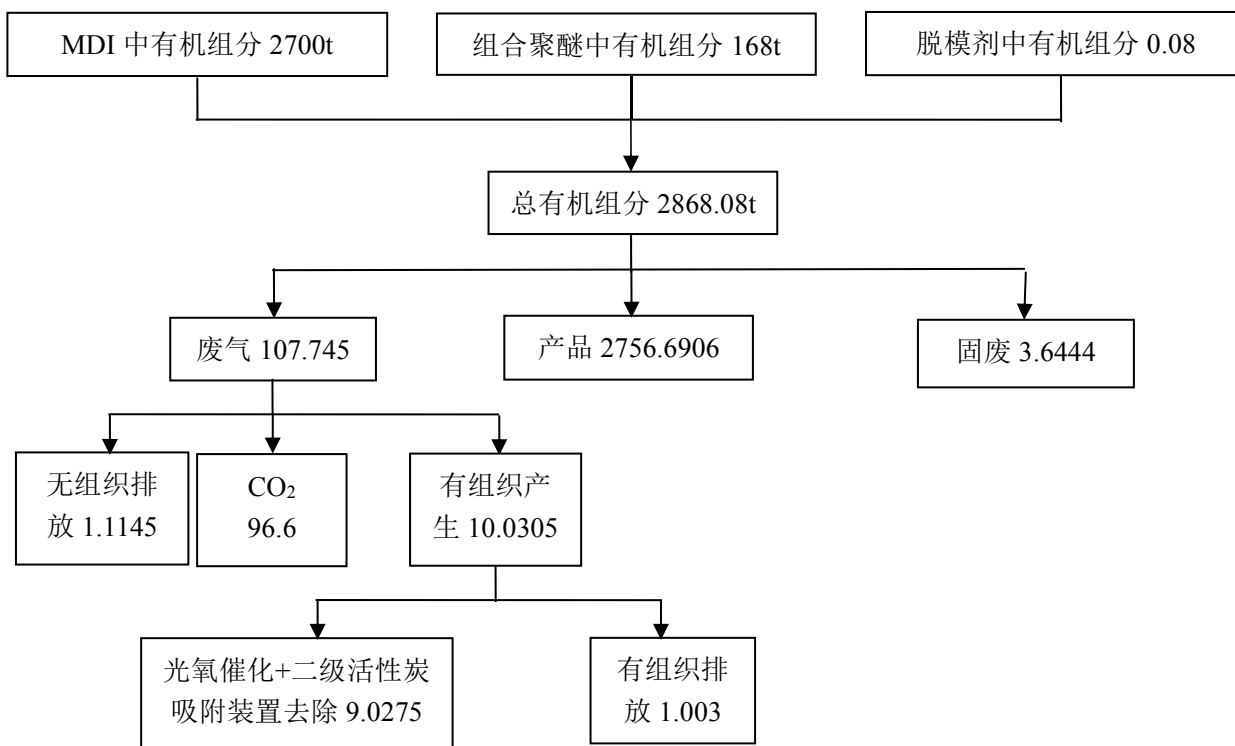 MDI 中有机组分 2700t
组合聚醚中有机组分 168t
脱模剂中有机组分 0.08
总有机组分 2868.08t
废气 107.745
产品 2756.6906
固废 3.6444
无组织排
放 1.1145
CO₂
96.6
有组织产
生 10.0305
光氧催化+二级活性炭
吸附装置去除 9.0275
有组织排
放 1.003